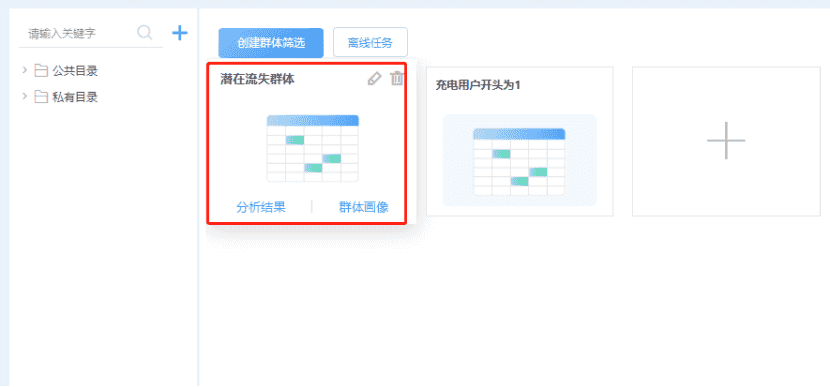 请输入关键字
公共目录
私有目录
创建群体筛选
离线任务
潜在流失群体
分析结果
群体画像
充电用户开头为1